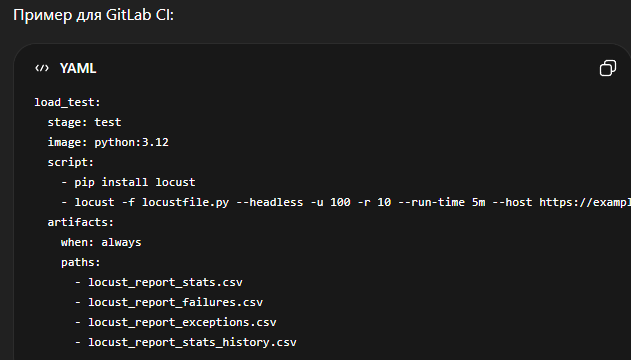 Пример для GitLab CI:
YAML
load_test:
  stage: test
  image: python:3.12
  script:
    - pip install locust
    - locust -f locustfile.py --headless -u 100 -r 10 --run-time 5m --host https://exampl
  artifacts:
    when: always
    paths:
      - locust_report_stats.csv
      - locust_report_failures.csv
      - locust_report_exceptions.csv
      - locust_report_stats_history.csv